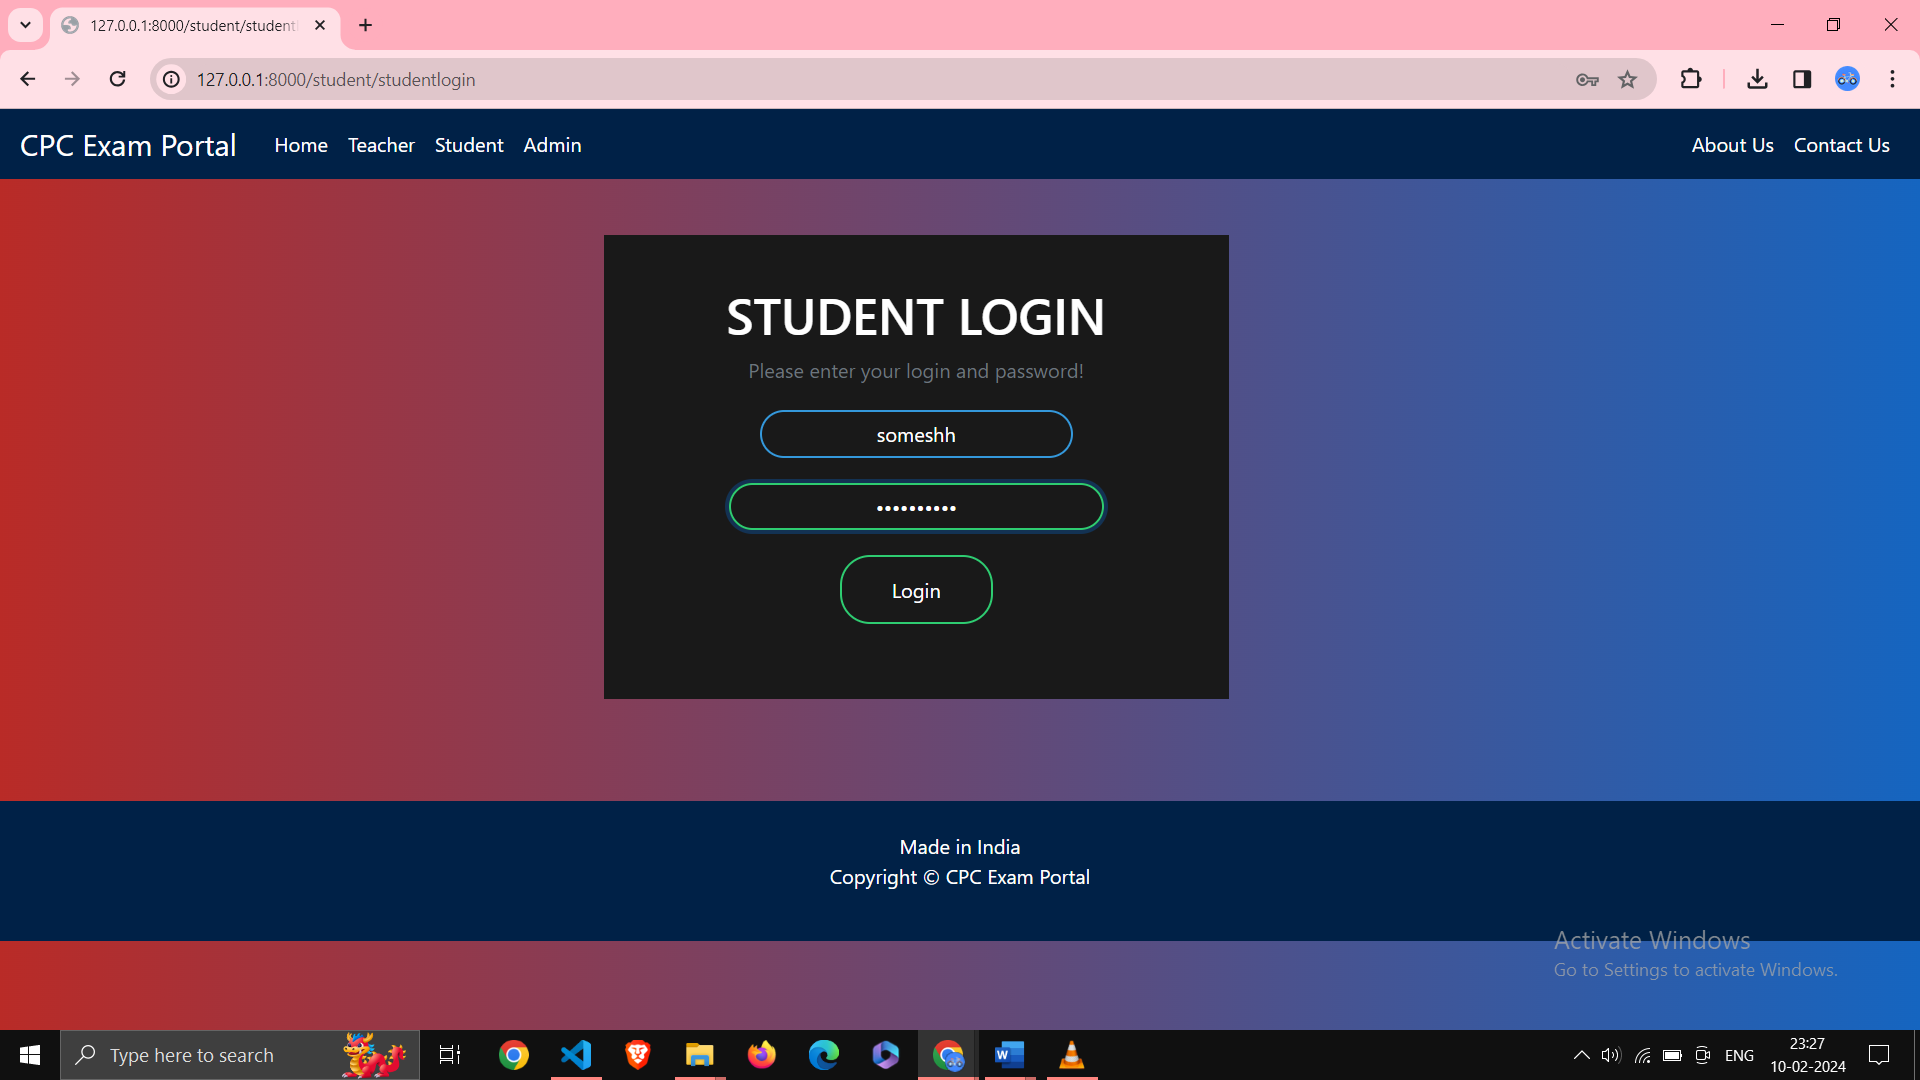 127.0.0.1:8000/student/student
127.0.0.1:8000/student/studentlogin
CPC Exam Portal Home Teacher Student Admin About Us Contact Us
STUDENT LOGIN
Please enter your login and password!
someshh
••••••••••
Login
Made in India
Copyright © CPC Exam Portal
Activate Windows
Go to Settings to activate Windows.
Type here to search
ENG
23:27
10-02-2024